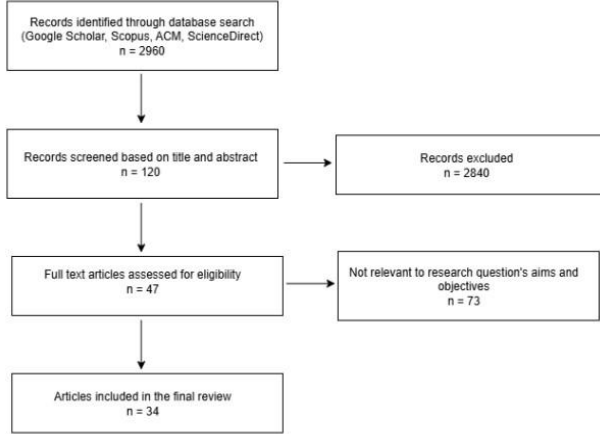 Records identified through database search
(Google Scholar, Scopus, ACM, ScienceDirect)
n = 2960
Records screened based on title and abstract
n = 120
Records excluded
n = 2840
Full text articles assessed for eligibility
n = 47
Not relevant to research question's aims and
objectives
n = 73
Articles included in the final review
n = 34